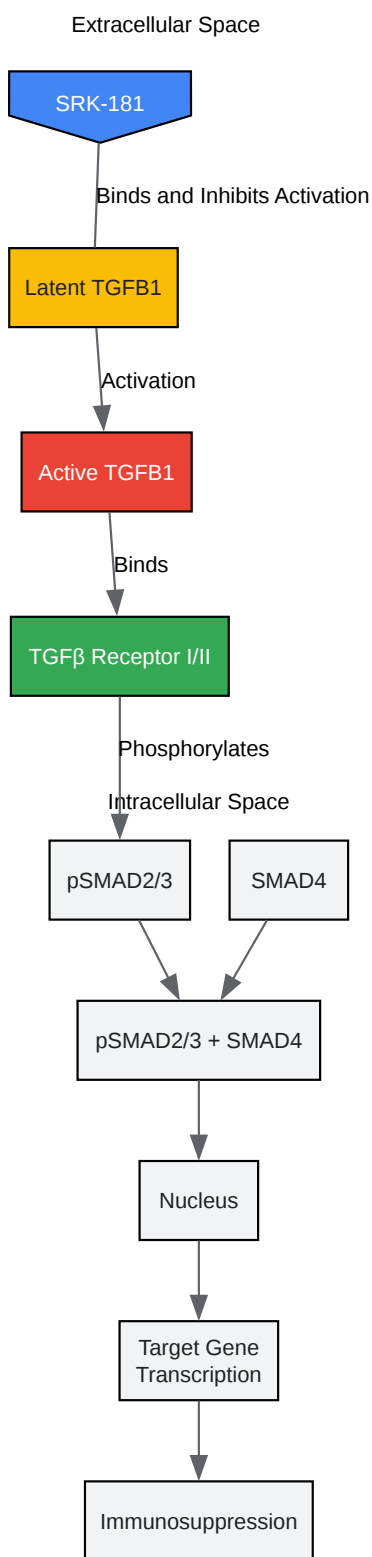 Extracellular Space
SRK-181
Binds and Inhibits Activation
Latent TGFB1
Activation
Active TGFB1
Binds
TGFβ Receptor I/II
Phosphorylates
Intracellular Space
pSMAD2/3
SMAD4
pSMAD2/3 + SMAD4
Nucleus
Target Gene
Transcription
Immunosuppression